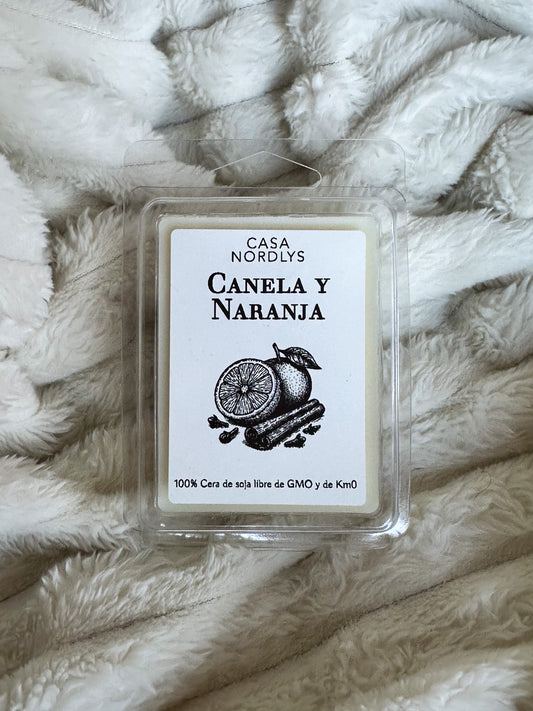 CASA
NORDLYS
CANELA Y
NARANJA
100% Cera de soja libre de GMO y de Km0